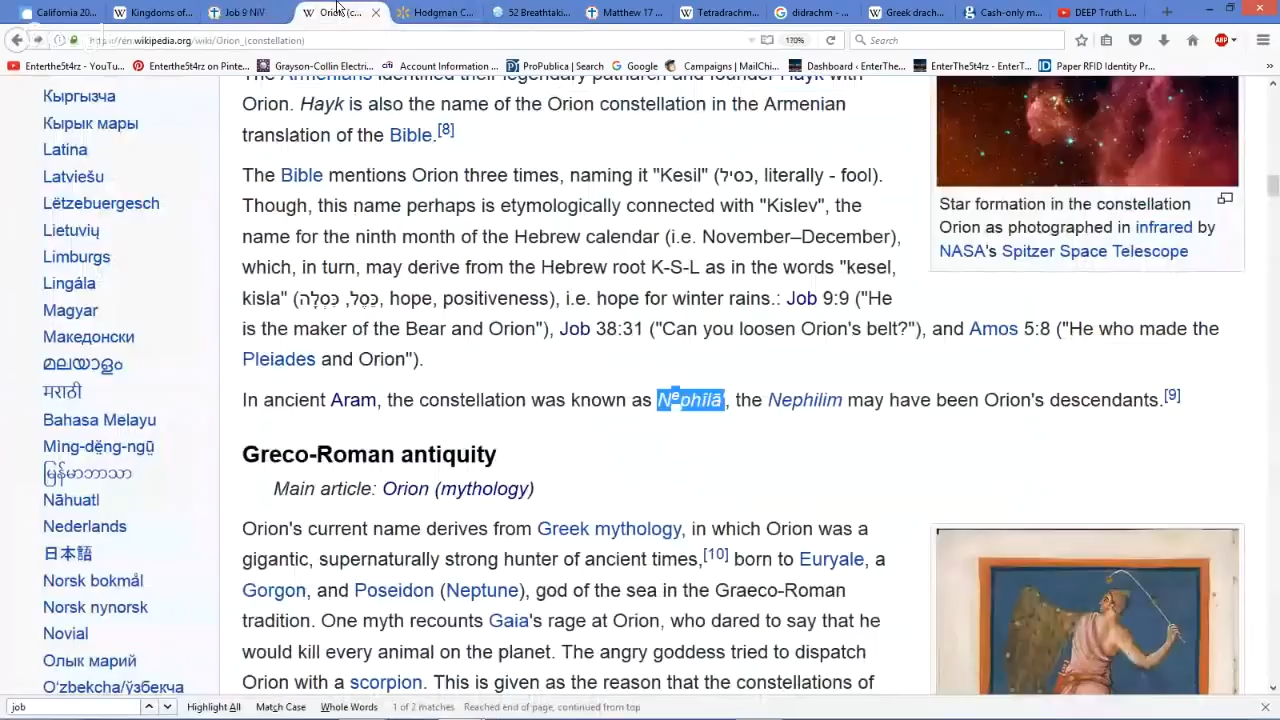 California 20...
Kingdoms of...
Job 9 NIV
Orion (c...
Hodgman C...
52 Breathtaki...
Matthew 17 ...
Tetradrachm...
didrachm - ...
Greek drach...
Cash-only m...
DEEP Truth L...
https://en.wikipedia.org/wiki/Orion_(constellation)
170%
Search
ABP
Enterthe5t4rz - YouTu...
Enterthe5t4rz on Pinte...
Grayson-Collin Electri...
Account Information ...
ProPublica | Search
Google
Campaigns | MailChi...
Dashboard ‹ EnterThe...
EnterThe5t4rz - EnterT...
Paper RFID Identity Pr...
The Armenians identified their legendary patriarch and founder Hayk with
Orion. Hayk is also the name of the Orion constellation in the Armenian
translation of the Bible.[8]
The Bible mentions Orion three times, naming it "Kesil" (כסיל, literally - fool).
Though, this name perhaps is etymologically connected with "Kislev", the
name for the ninth month of the Hebrew calendar (i.e. November–December),
which, in turn, may derive from the Hebrew root K-S-L as in the words "kesel,
kisla" (כֵּסֶל, כִּסְלָה, hope, positiveness), i.e. hope for winter rains.: Job 9:9 ("He
is the maker of the Bear and Orion"), Job 38:31 ("Can you loosen Orion's belt?"), and Amos 5:8 ("He who made the
Pleiades and Orion").
In ancient Aram, the constellation was known as Nephîlā', the Nephilim may have been Orion's descendants.[9]
Greco-Roman antiquity
Main article: Orion (mythology)
Orion's current name derives from Greek mythology, in which Orion was a
gigantic, supernaturally strong hunter of ancient times,[10] born to Euryale, a
Gorgon, and Poseidon (Neptune), god of the sea in the Graeco-Roman
tradition. One myth recounts Gaia's rage at Orion, who dared to say that he
would kill every animal on the planet. The angry goddess tried to dispatch
Orion with a scorpion. This is given as the reason that the constellations of
Star formation in the constellation
Orion as photographed in infrared by
NASA's Spitzer Space Telescope
Кыргызча
Кырык мары
Latina
Latviešu
Lëtzebuergesch
Lietuvių
Limburgs
Lingála
Magyar
Македонски
മലയാളം
मराठी
Bahasa Melayu
Mìng-dĕ̤ng-ngṳ̄
မြန်မာဘာသာ
Nāhuatl
Nederlands
日本語
Norsk bokmål
Norsk nynorsk
Novial
Олык марий
Oʻzbekcha/ўзбекча
job
Highlight All
Match Case
Whole Words
1 of 2 matches
Reached end of page, continued from top